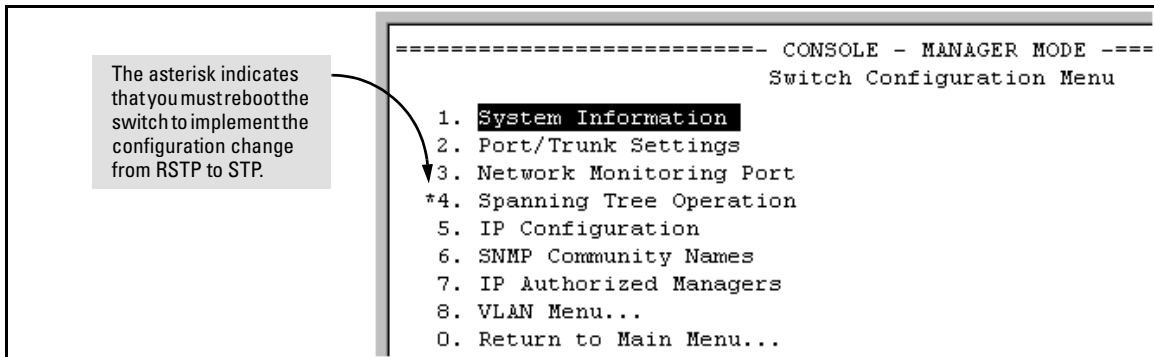 The asterisk indicates
that you must reboot the
switch to implement the
configuration change
from RSTP to STP.
==========================- CONSOLE - MANAGER MODE -===
Switch Configuration Menu
1. System Information
2. Port/Trunk Settings
3. Network Monitoring Port
*4. Spanning Tree Operation
5. IP Configuration
6. SNMP Community Names
7. IP Authorized Managers
8. VLAN Menu...
0. Return to Main Menu...